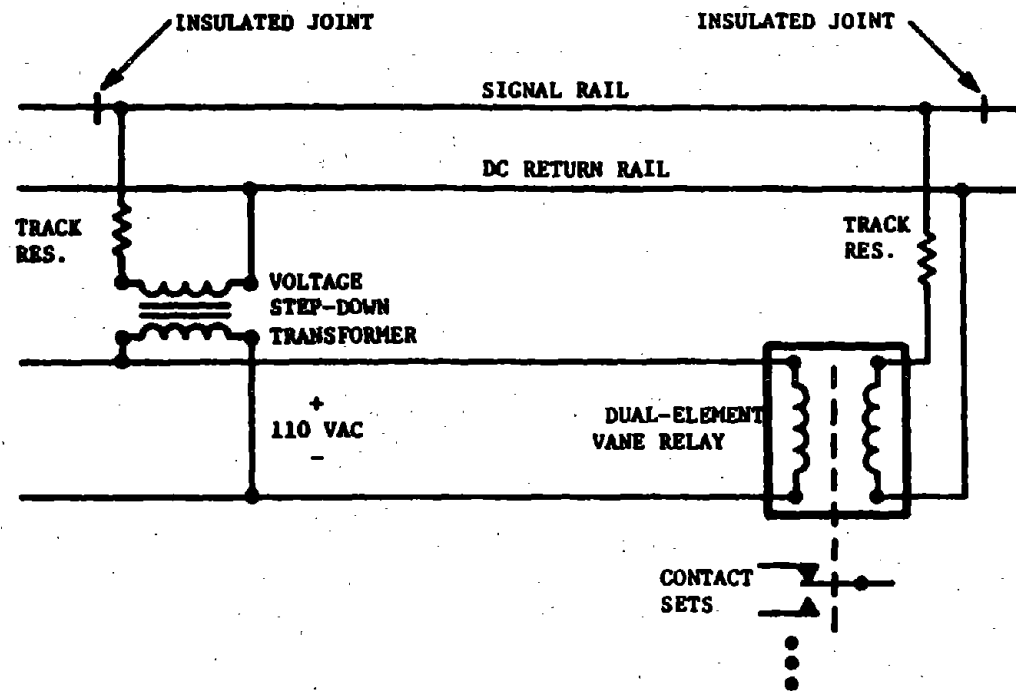 INSULATED JOINT
INSULATED JOINT
SIGNAL RAIL
DC RETURN RAIL
TRACK
RES.
TRACK
RES.
VOLTAGE
STEP-DOWN
TRANSFORMER
+
110 VAC
-
DUAL-ELEMENT
VANE RELAY
CONTACT
SETS